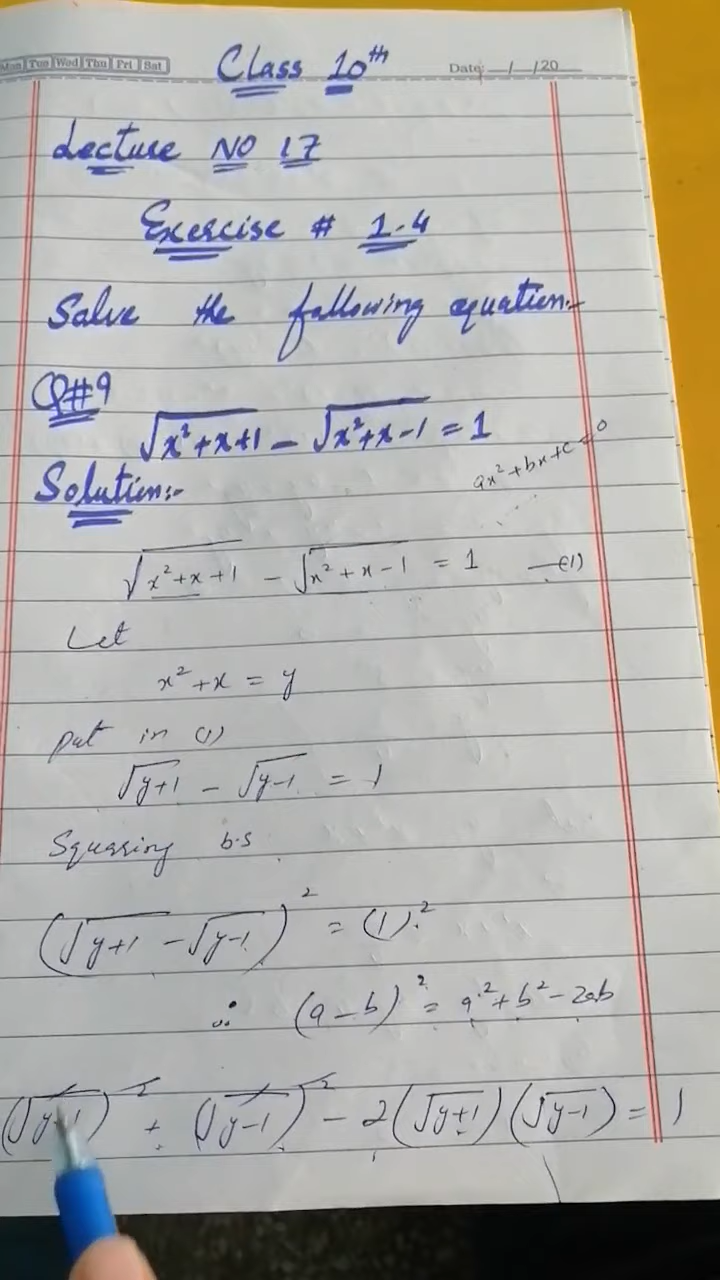 Mon Tue Wed Thu Fri Sat
Class 10th
Date: __/__/20
Lecture NO 17
Exercise # 1.4
Solve the following equation:-
Q#9
√(x²+x+1) - √(x²+x-1) = 1
ax²+bx+c=0
Solution:-
√(x²+x+1) - √(x²+x-1) = 1 —(1)
Let
x²+x = y
put in (1)
√(y+1) - √(y-1) = 1
Squaring b.s
(√(y+1) - √(y-1))² = (1)²
∴ (a-b)² = a²+b²-2ab
(√(y+1))² + (√(y-1))² - 2(√(y+1))(√(y-1)) = 1